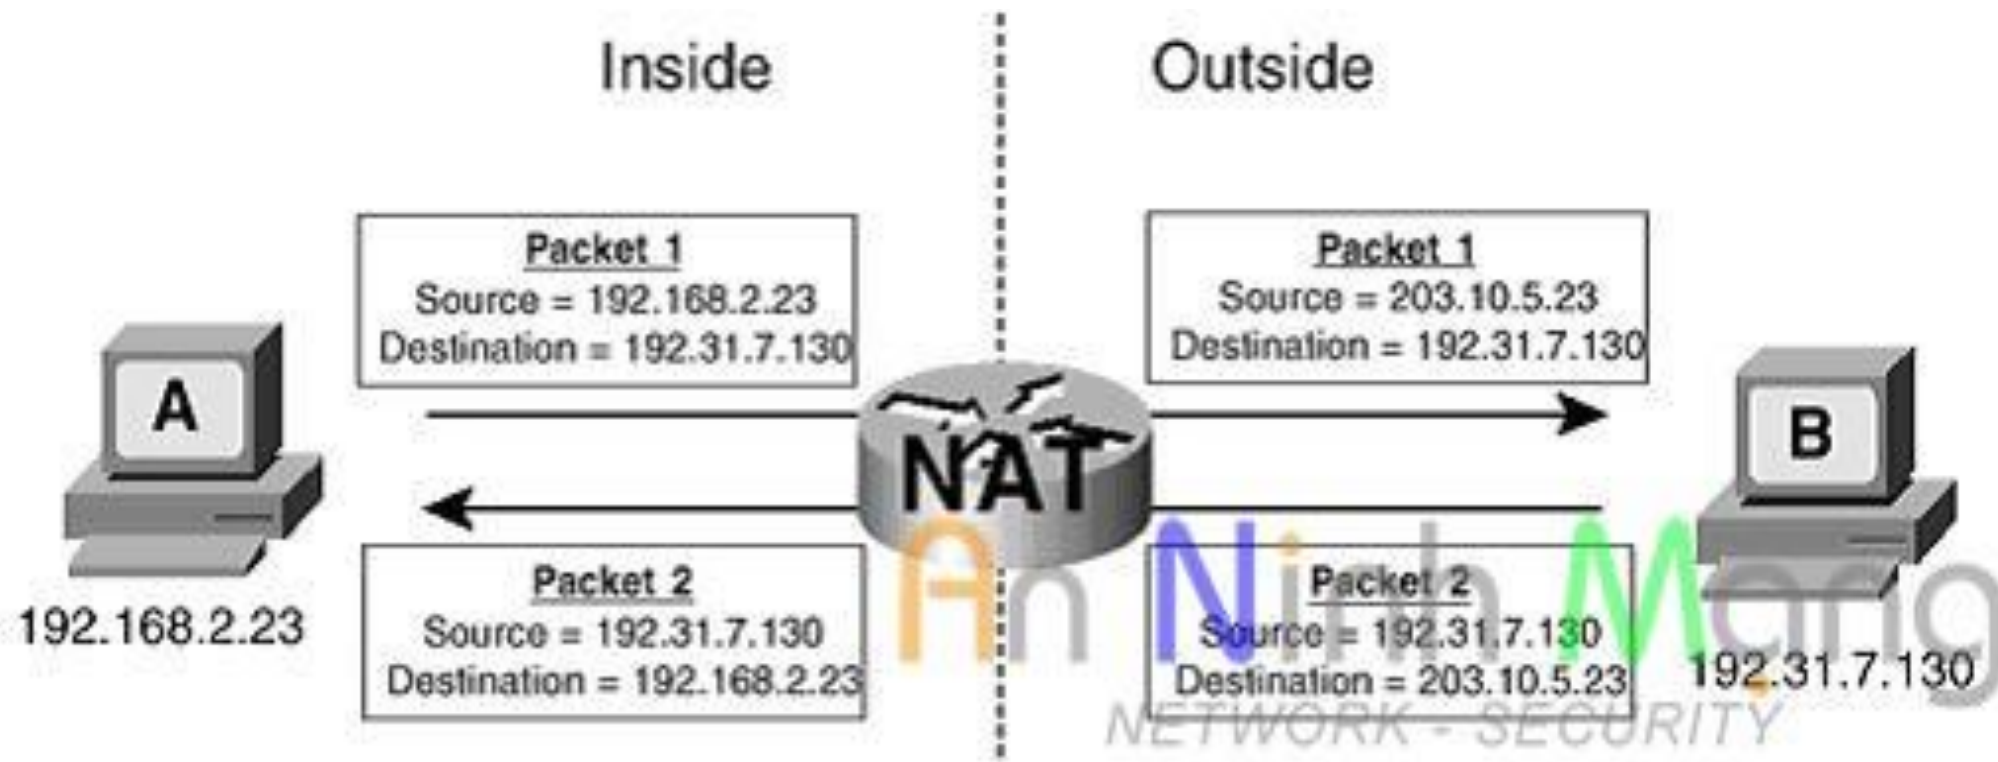 Inside
Outside
Packet 1
Source = 192.168.2.23
Destination = 192.31.7.130
Packet 1
Source = 203.10.5.23
Destination = 192.31.7.130
A
NAT
B
Packet 2
Source = 192.31.7.130
Destination = 192.168.2.23
Packet 2
Source = 192.31.7.130
Destination = 203.10.5.23
192.168.2.23
192.31.7.130
An Ninh Mạng
NETWORK - SECURITY